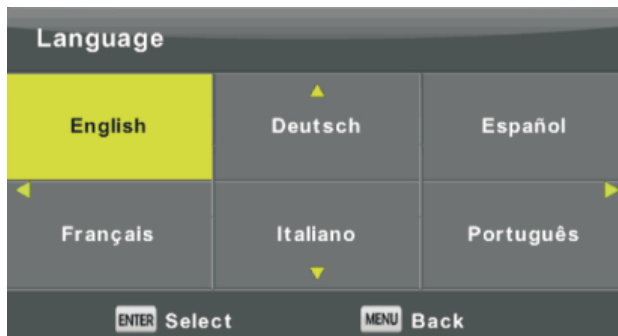 Language
English Deutsch Español
Français Italiano Português
ENTER Select MENU Back